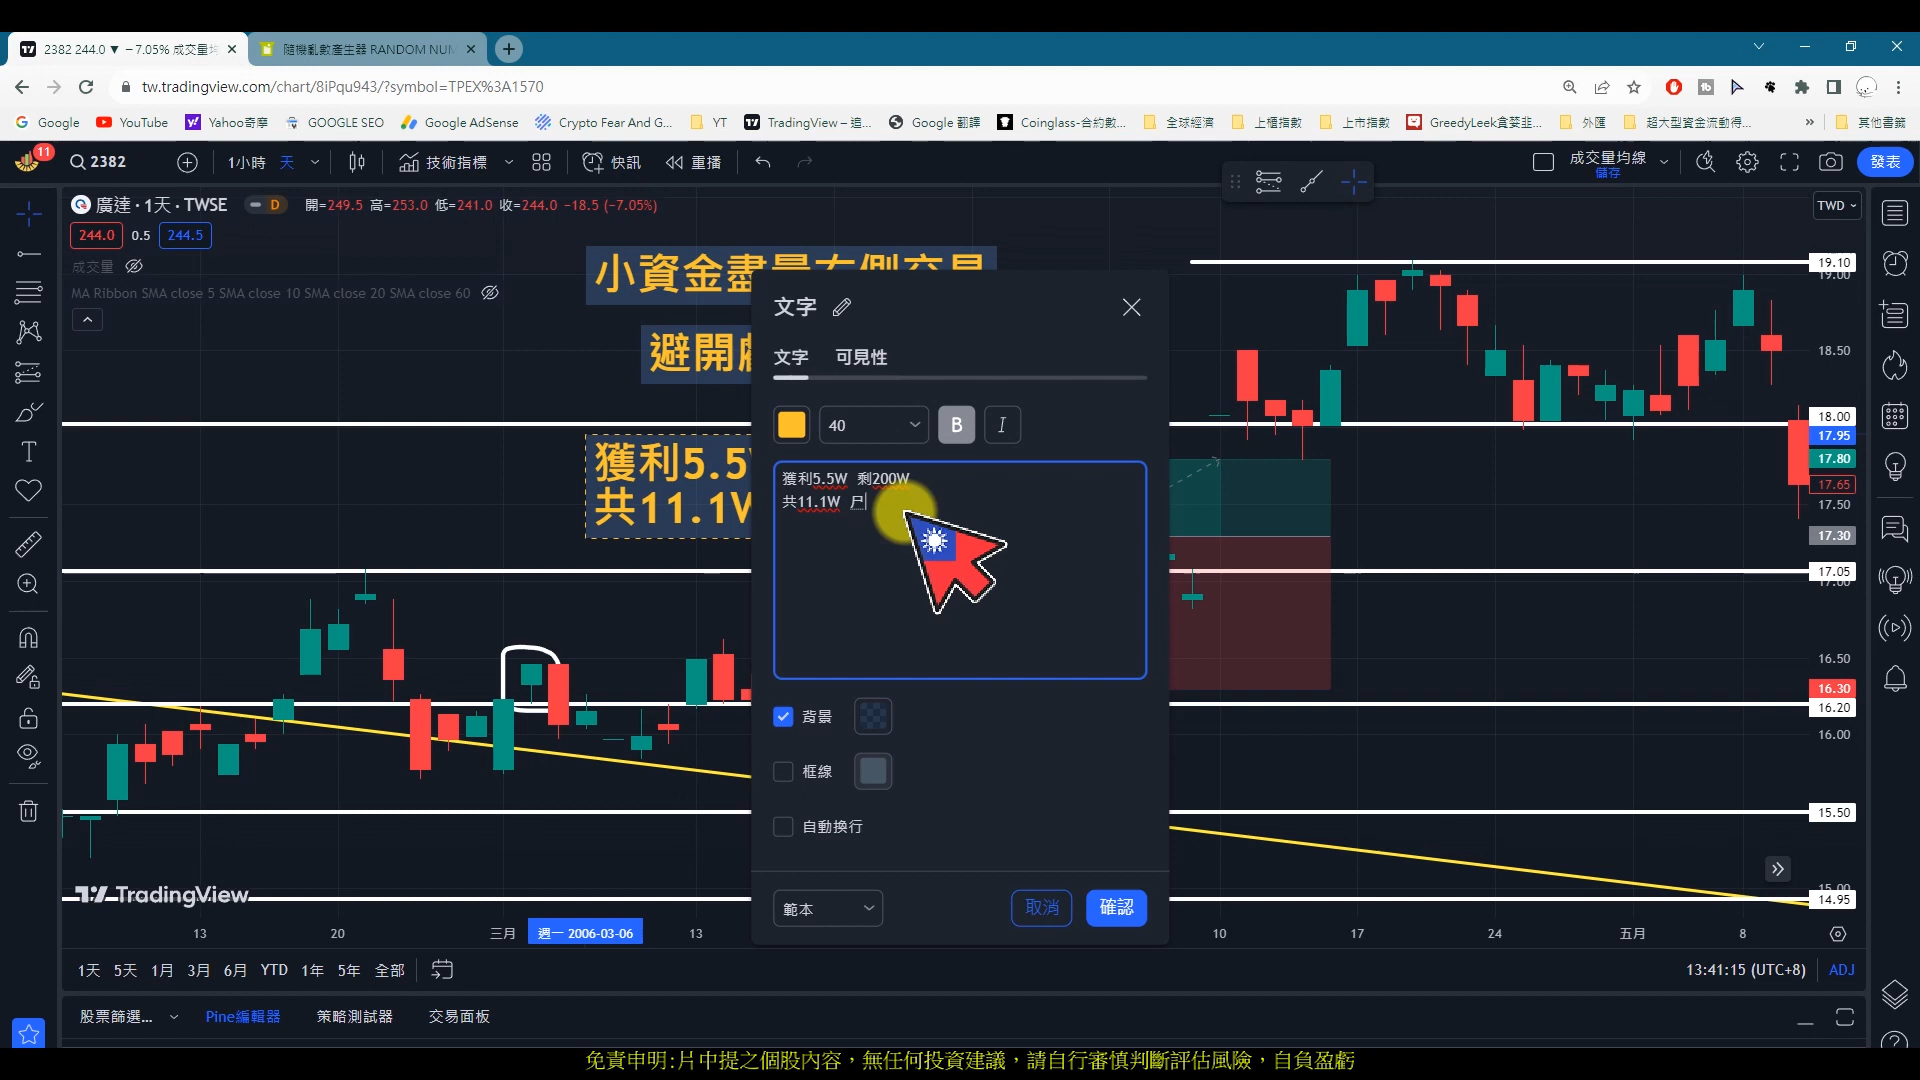 2382 244.0 ▼ −7.05% 成交量
隨機亂數產生器 RANDOM NUM
tw.tradingview.com/chart/8iPqu943/?symbol=TPEX%3A1570
Google YouTube Yahoo奇摩 GOOGLE SEO Google AdSense Crypto Fear And G... YT TradingView – 追... Google 翻譯 Coinglass-合約數... 全球經濟 上櫃指數 上市指數 GreedyLeek貪婪韭... 外匯 超大型資金流動得... » 其他書籤
11 2382 1小時 天 技術指標 快訊 重播 成交量均線 儲存 發表
廣達 · 1天 · TWSE D 開=249.5 高=253.0 低=241.0 收=244.0 −18.5 (−7.05%) TWD
244.0 0.5 244.5
成交量
MA Ribbon SMA close 5 SMA close 10 SMA close 20 SMA close 60
小資金盡量右側交易
避開
獲利5.5W
共11.1W
文字
文字 可見性
40 B I
獲利5.5W 剩200W
共11.1W ㄕ
背景
框線
自動換行
範本 取消 確認
19.10
19.00
18.50
18.00
17.95
17.80
17.65
17.50
17.30
17.05
17.00
16.50
16.30
16.20
16.00
15.50
15.00
14.95
TradingView
13 20 三月 週一 2006-03-06 13 10 17 24 五月 8
1天 5天 1月 3月 6月 YTD 1年 5年 全部 13:41:15 (UTC+8) ADJ
股票篩選... Pine編輯器 策略測試器 交易面板
免責申明:片中提之個股內容，無任何投資建議，請自行審慎判斷評估風險，自負盈虧